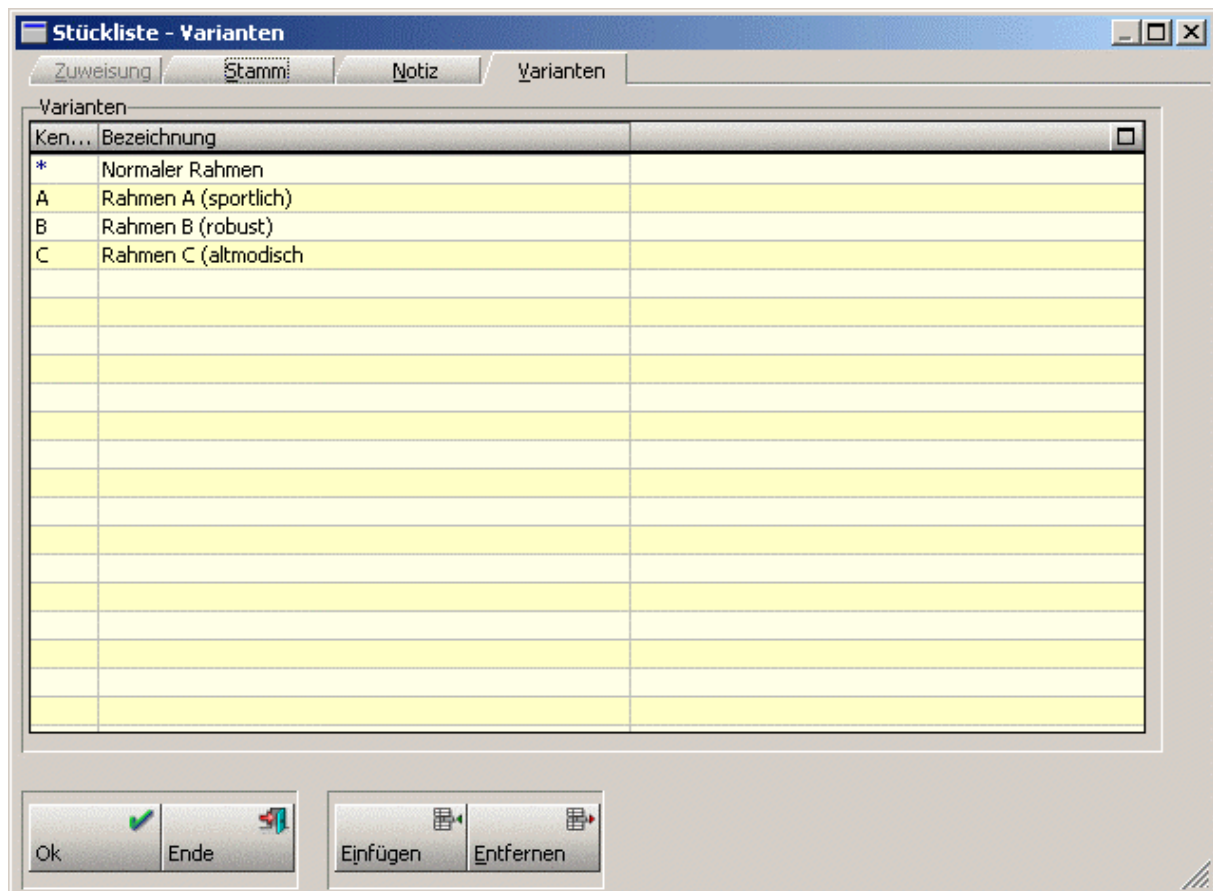 Stückliste - Varianten
Zuweisung Stamm Notiz Varianten
Varianten
Ken... Bezeichnung
* Normaler Rahmen
A Rahmen A (sportlich)
B Rahmen B (robust)
C Rahmen C (altmodisch
Ok Ende Einfügen Entfernen